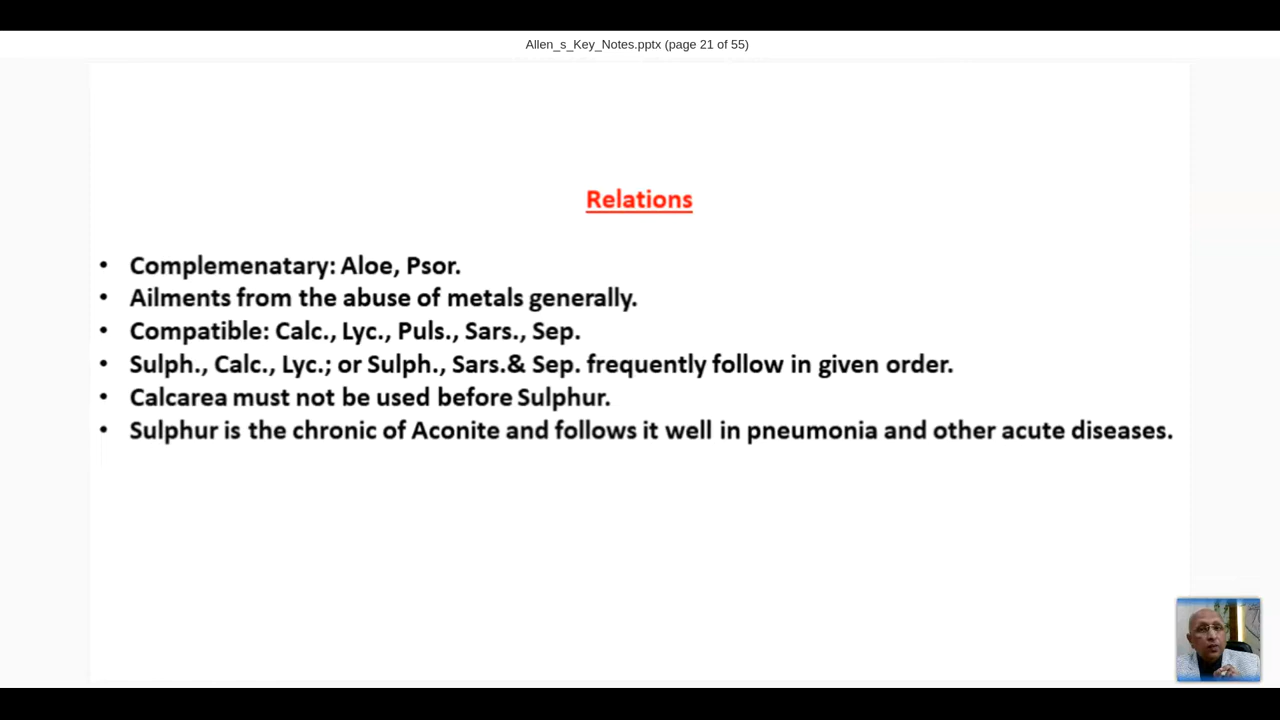 Allen_s_Key_Notes.pptx (page 21 of 55)
Relations
• Complemenatary: Aloe, Psor.
• Ailments from the abuse of metals generally.
• Compatible: Calc., Lyc., Puls., Sars., Sep.
• Sulph., Calc., Lyc.; or Sulph., Sars.& Sep. frequently follow in given order.
• Calcarea must not be used before Sulphur.
• Sulphur is the chronic of Aconite and follows it well in pneumonia and other acute diseases.